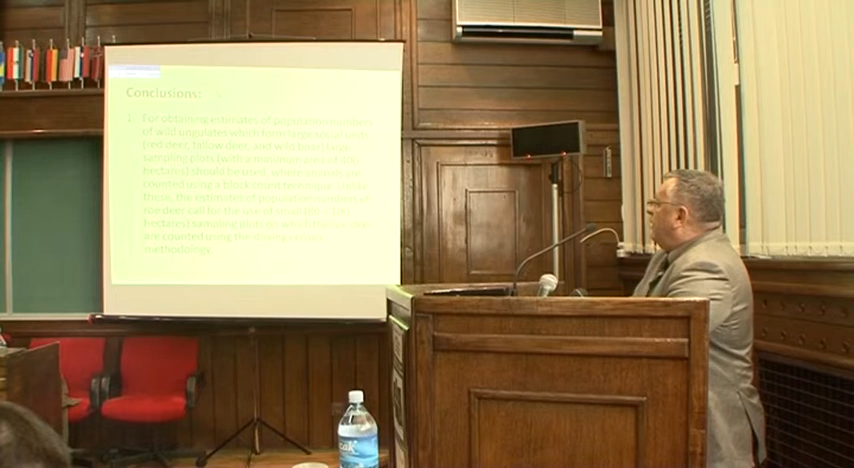 Conclusions:
1. For obtaining estimates of population numbers
of wild ungulates which form large social units
(red deer, fallow deer, and wild boar) large
sampling plots (with a
hectares) should be used, where animals are
counted using a block count technique.
these, the estimates of population numbers of
roe deer call for the use of
hectares) sampling plots on which the
are counted using the driving census
methodology.